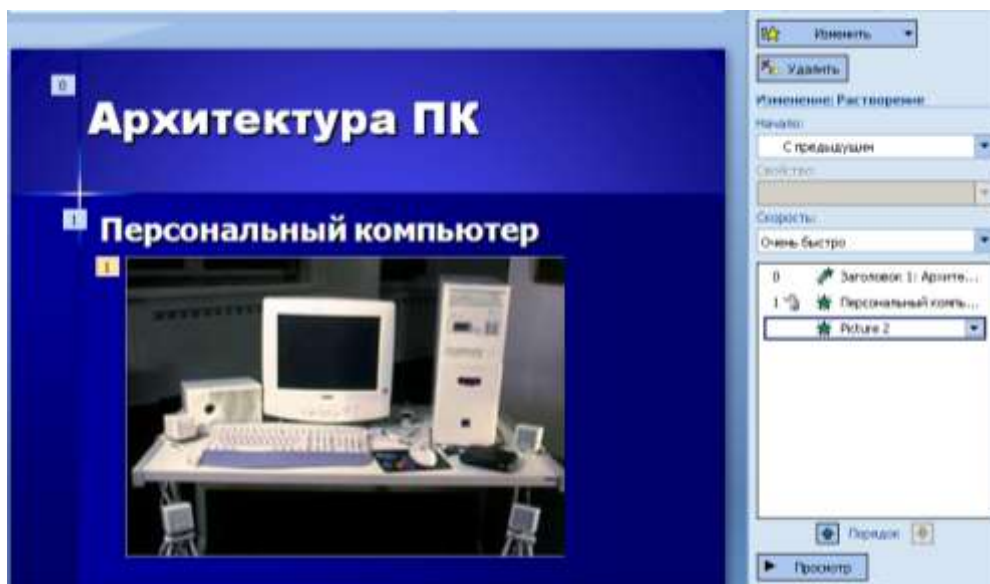 0
Архитектура ПК
1
Персональный компьютер
1
Изменить
Удалить
Изменение: Растворение
Начало:
С предыдущим
Свойство:
Скорость:
Очень быстро
0 Заголовок 1: Архите...
1 Персональный компь...
Picture 2
Порядок
Просмотр